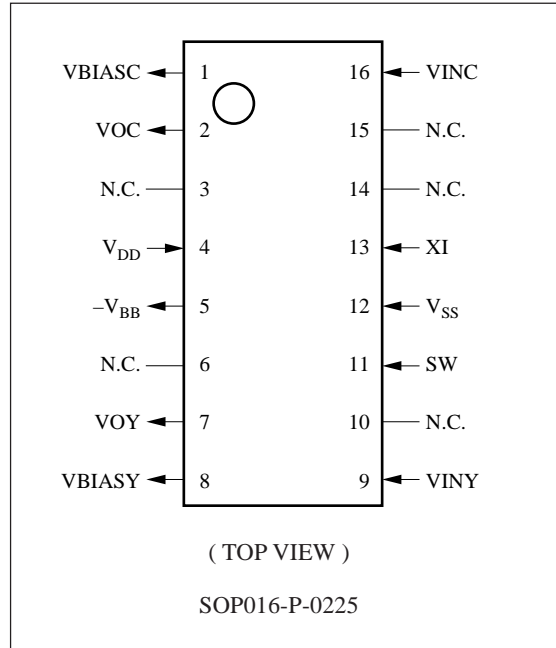 VBIASC 1 16 VINC
VOC 2 15 N.C.
N.C. 3 14 N.C.
VDD 4 13 XI
–VBB 5 12 VSS
N.C. 6 11 SW
VOY 7 10 N.C.
VBIASY 8 9 VINY
( TOP VIEW )
SOP016-P-0225